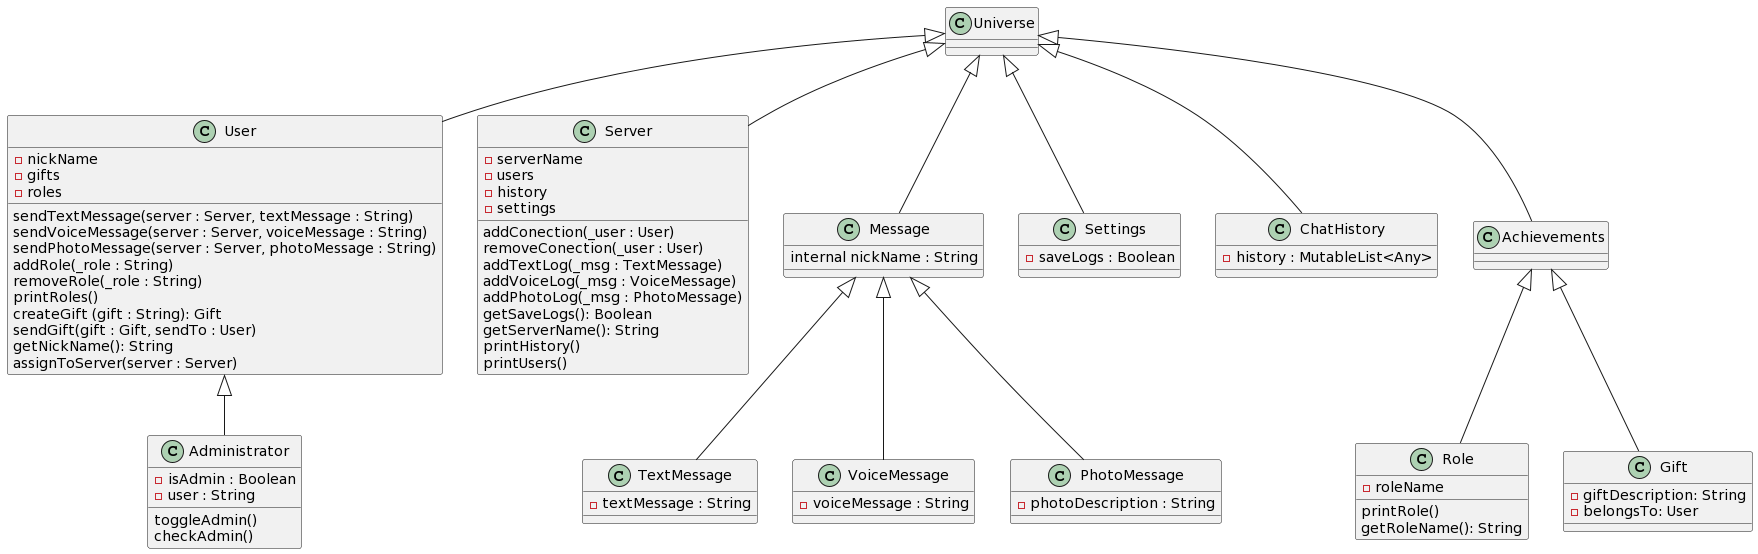 Universe
User
nickName
gifts
roles
sendTextMessage(server : Server, textMessage : String)
sendVoiceMessage(server : Server, voiceMessage : String)
sendPhotoMessage(server : Server, photoMessage : String)
addRole(_role : String)
removeRole(_role : String)
printRoles()
createGift (gift : String): Gift
sendGift(gift : Gift, sendTo : User)
getNickName(): String
assignToServer(server : Server)
Server
serverName
users
history
settings
addConection(_user : User)
removeConection(_user : User)
addTextLog(_msg : TextMessage)
addVoiceLog(_msg : VoiceMessage)
addPhotoLog(_msg : PhotoMessage)
getSaveLogs(): Boolean
getServerName(): String
printHistory()
printUsers()
Message
internal nickName : String
Settings
saveLogs : Boolean
ChatHistory
history : MutableList<Any>
Achievements
Administrator
isAdmin : Boolean
user : String
toggleAdmin()
checkAdmin()
TextMessage
textMessage : String
VoiceMessage
voiceMessage : String
PhotoMessage
photoDescription : String
Role
roleName
printRole()
getRoleName(): String
Gift
giftDescription: String
belongsTo: User